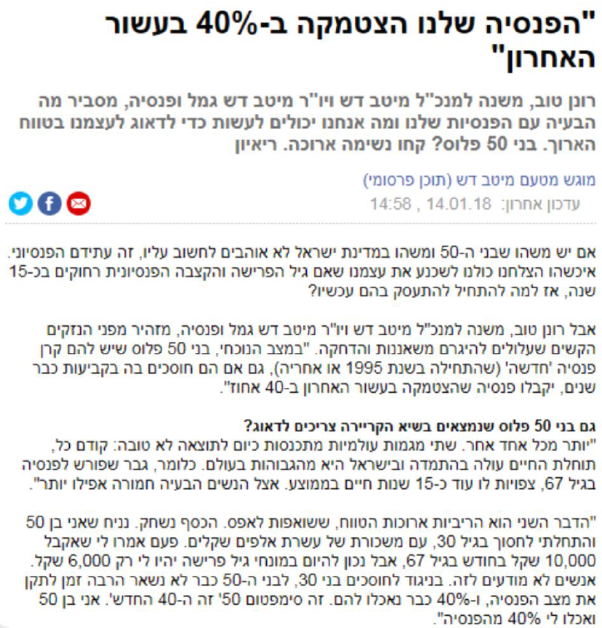 "הפנסיה שלנו הצטמקה ב-40% בעשור
האחרון"
רונן טוב, משנה למנכ"ל מיטב דש ויו"ר מיטב דש גמל ופנסיה, מסביר מה
הבעיה עם הפנסיות שלנו ומה אנחנו יכולים לעשות כדי לדאוג לעצמנו בטווח
הארוך. בני 50 פלוס? קחו נשימה ארוכה. ריאיון
מוגש מטעם מיטב דש (תוכן פרסומי)
עדכון אחרון: 14.01.18 , 14:58
אם יש משהו שבני ה-50 ומשהו במדינת ישראל לא אוהבים לחשוב עליו, זה עתידם הפנסיוני.
איכשהו הצלחנו כולנו לשכנע את עצמנו שאם גיל הפרישה והקצבה הפנסיונית רחוקים בכ-15
שנה, אז למה להתחיל להתעסק בהם עכשיו?
אבל רונן טוב, משנה למנכ"ל מיטב דש ויו"ר מיטב דש גמל ופנסיה, מזהיר מפני הנזקים
הקשים שעלולים להיגרם משאננות והדחקה. "במצב הנוכחי, בני 50 פלוס שיש להם קרן
פנסיה 'חדשה' (שהתחילה בשנת 1995 או אחריה), גם אם הם חוסכים בה בקביעות כבר
שנים, יקבלו פנסיה שהצטמקה בעשור האחרון ב-40 אחוז".
גם בני 50 פלוס שנמצאים בשיא הקריירה צריכים לדאוג?
"יותר מכל אחד אחר. שתי מגמות עולמיות מתכנסות כיום לתוצאה לא טובה: קודם כל,
תוחלת החיים עולה בהתמדה ובישראל היא מהגבוהות בעולם. כלומר, גבר שפורש לפנסיה
בגיל 67, צפויות לו עוד כ-15 שנות חיים בממוצע. אצל הנשים הבעיה חמורה אפילו יותר".
"הדבר השני הוא הריביות ארוכות הטווח, ששואפות לאפס. הכסף נשחק. נניח שאני בן 50
והתחלתי לחסוך בגיל 30, עם משכורת של עשרת אלפים שקלים. פעם אמרו לי שאקבל
10,000 שקל בחודש בגיל 67, אבל נכון להיום במונחי גיל פרישה יהיו לי רק 6,000 שקל.
אנשים לא מודעים לזה. בניגוד לחוסכים בני 30, לבני ה-50 כבר לא נשאר הרבה זמן לתקן
את מצב הפנסיה, ו-40% כבר נאכלו להם. זה סימפטום 50' זה ה-40 החדש'. אני בן 50
ואכלו לי 40% מהפנסיה".